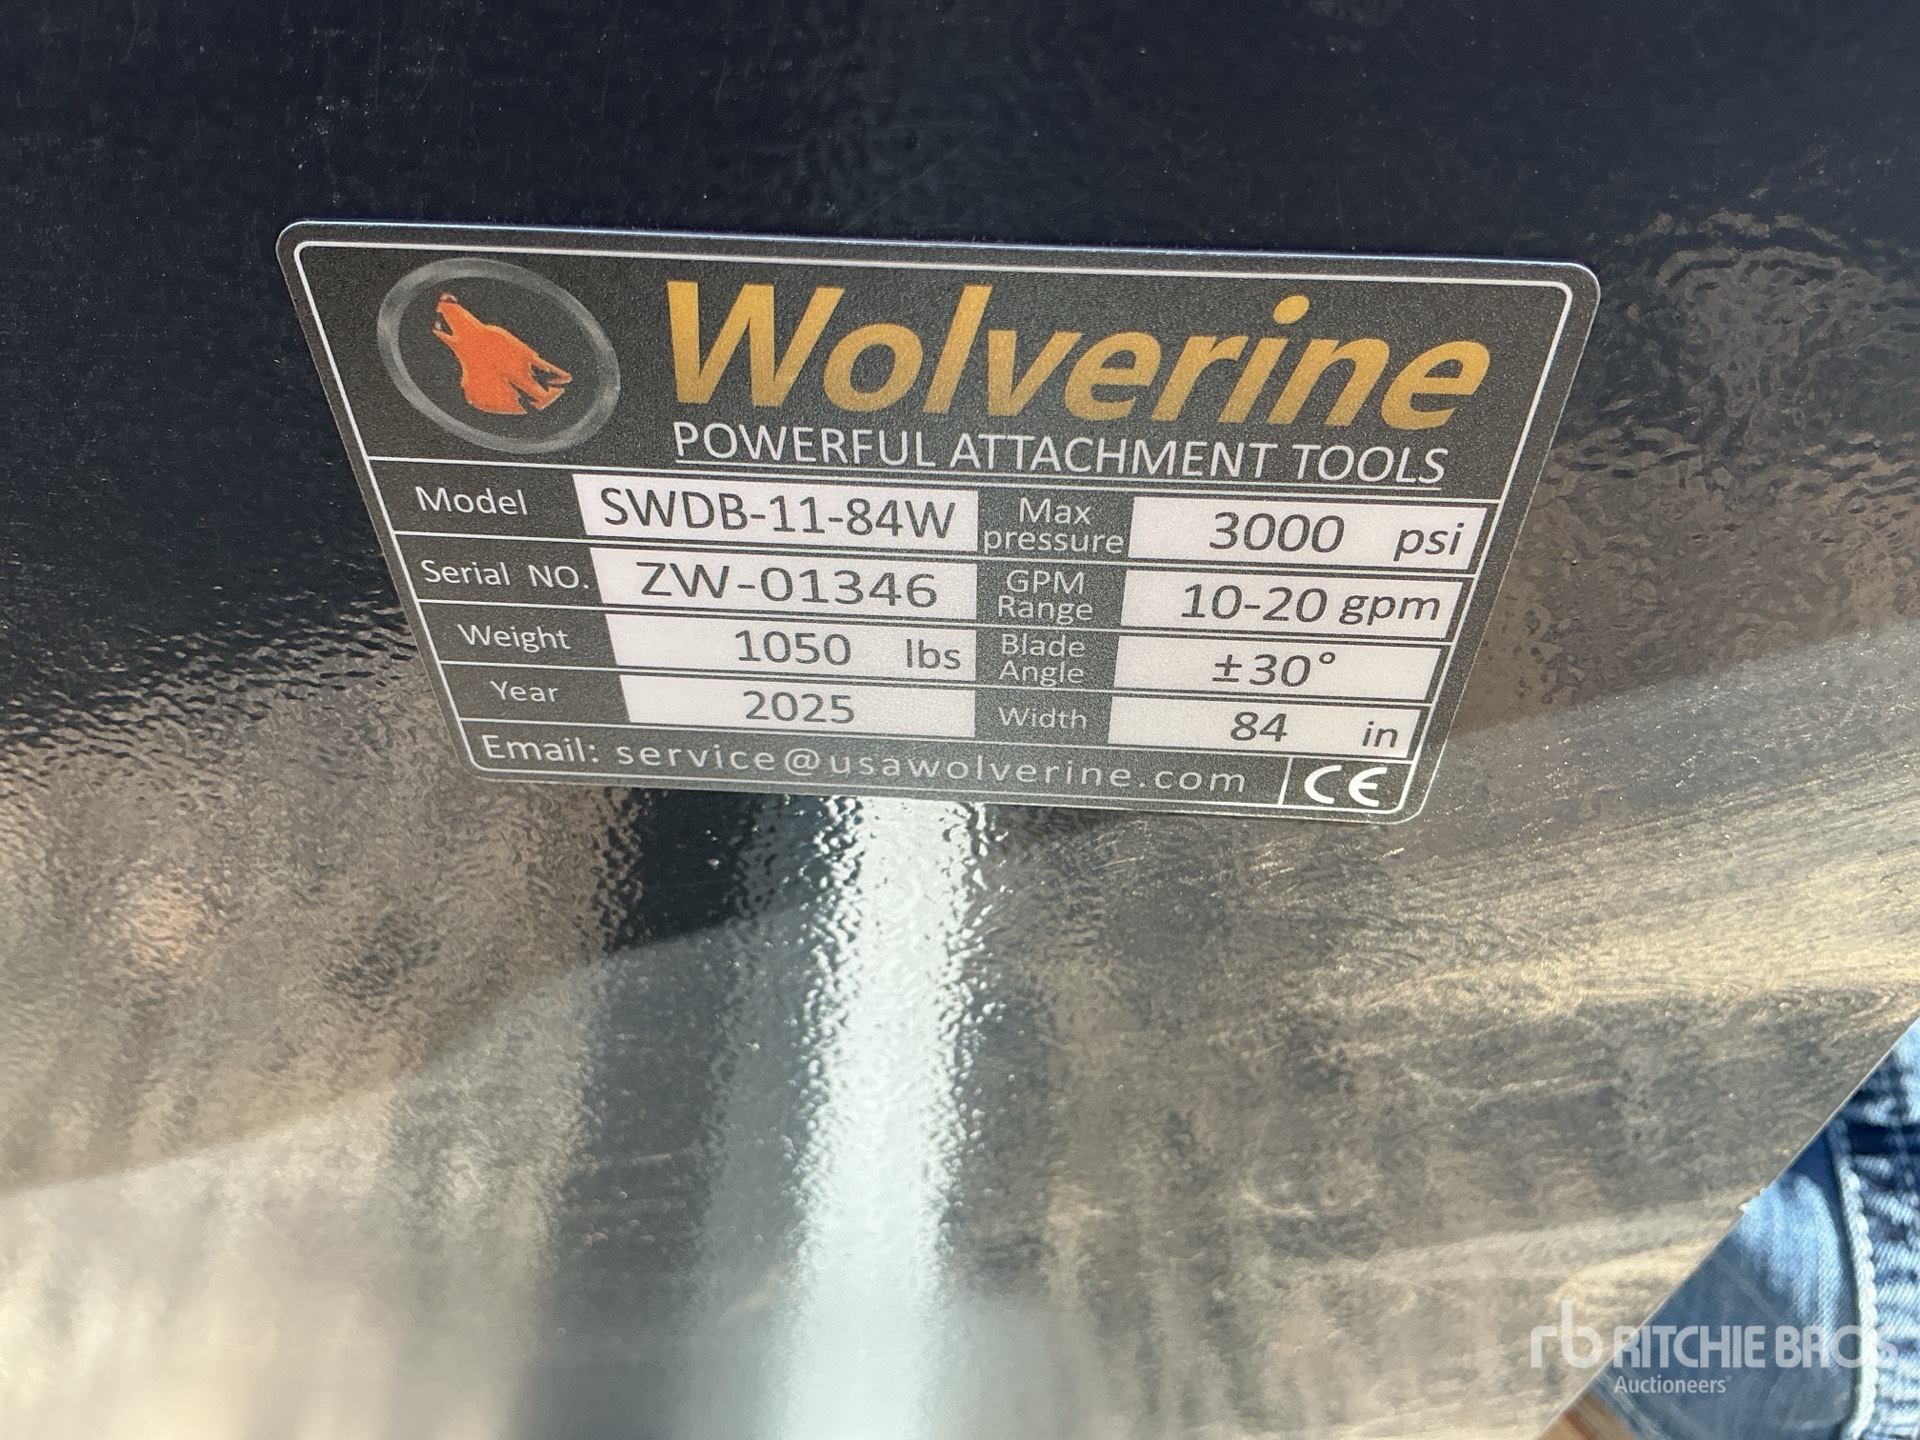 Wolverine
POWERFUL ATTACHMENT TOOLS
Model SWDB-11-84W Max pressure 3000 psi
Serial NO. ZW-01346 GPM Range 10-20 gpm
Weight 1050 lbs Blade Angle ±30°
Year 2025 Width 84 in
Email: service@usawolverine.com CE
rb RITCHIE BROS
Auctioneers